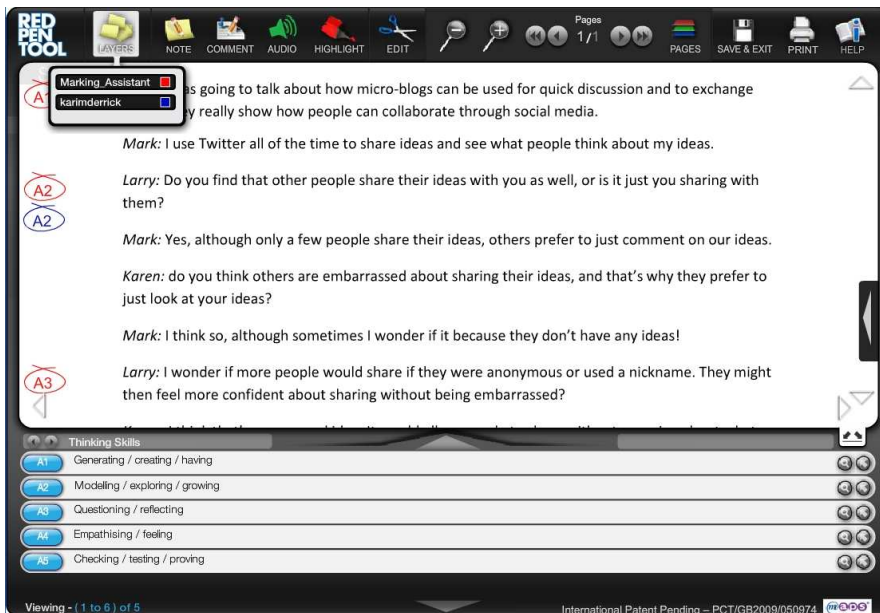 RED
PEN
TOOL
LAYERS
NOTE
COMMENT
AUDIO
HIGHLIGHT
EDIT
Pages
1/1
PAGES
SAVE & EXIT
PRINT
HELP
Marking_Assistant
karimderrick
as going to talk about how micro-blogs can be used for quick discussion and to exchange
ey really show how people can collaborate through social media.
Mark: I use Twitter all of the time to share ideas and see what people think about my ideas.
A2
Larry: Do you find that other people share their ideas with you as well, or is it just you sharing with
them?
A2
Mark: Yes, although only a few people share their ideas, others prefer to just comment on our ideas.
Karen: do you think others are embarrassed about sharing their ideas, and that's why they prefer to
just look at your ideas?
Mark: I think so, although sometimes I wonder if it because they don't have any ideas!
A3
Larry: I wonder if more people would share if they were anonymous or used a nickname. They might
then feel more confident about sharing without being embarrassed?
Thinking Skills
A1 Generating / creating / having
A2 Modelling / exploring / growing
A3 Questioning / reflecting
A4 Empathising / feeling
A5 Checking / testing / proving
Viewing - ( 1 to 6 ) of 5
International Patent Pending – PCT/GB2009/050974
maps